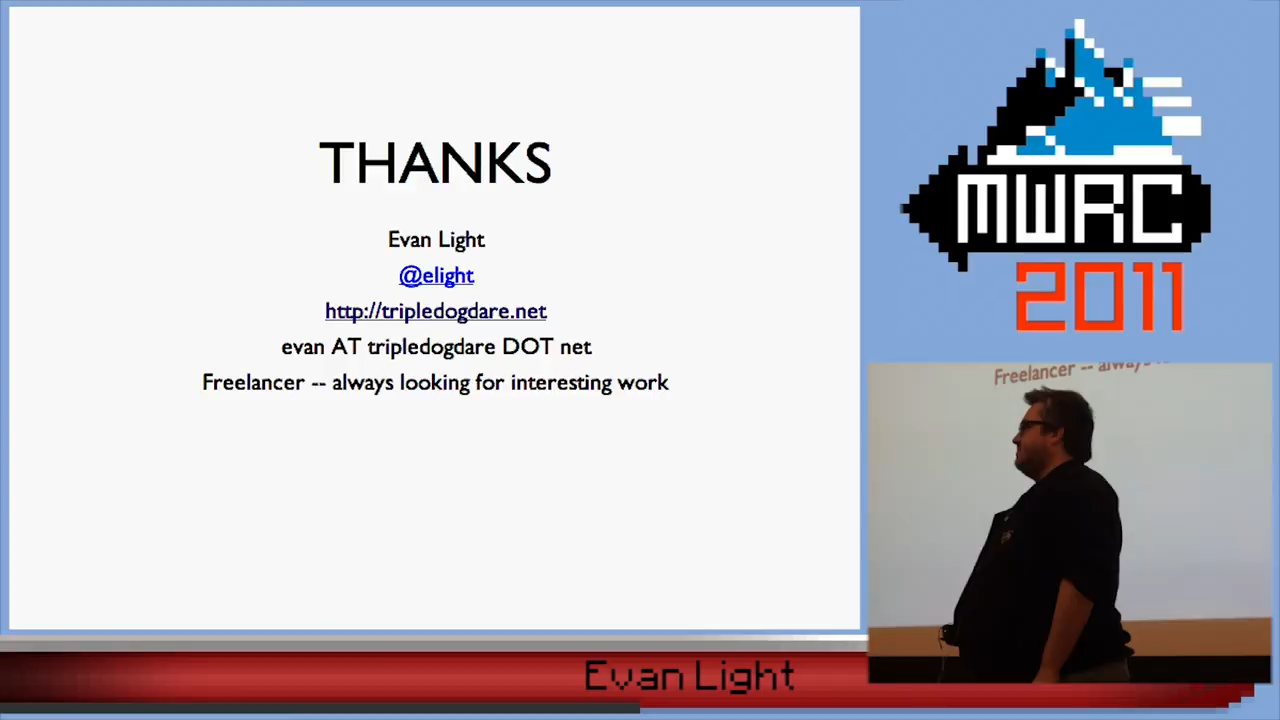 THANKS
Evan Light
@elight
http://tripledogdare.net
evan AT tripledogdare DOT net
Freelancer -- always looking for interesting work
MWRC
2011
Freelancer -- always
Evan Light